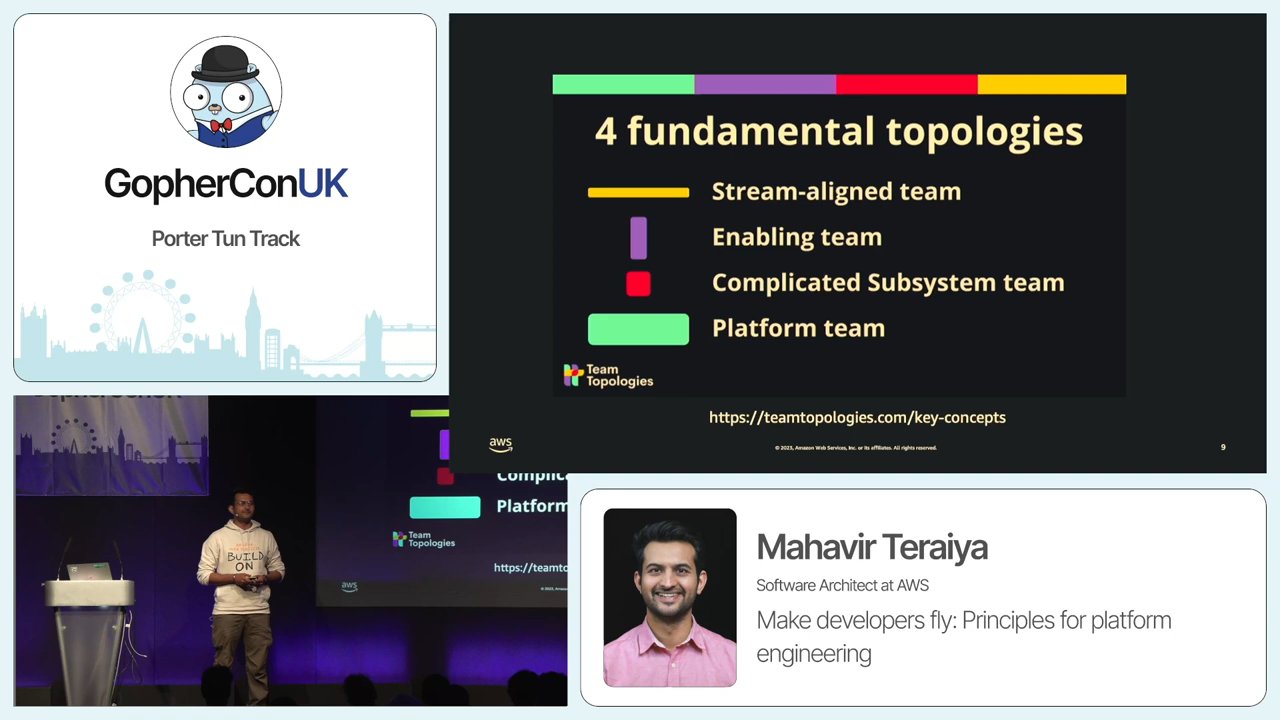 GopherConUK
Porter Tun Track
4 fundamental topologies
Stream-aligned team
Enabling team
Complicated Subsystem team
Platform team
Team
Topologies
https://teamtopologies.com/key-concepts
aws
© 2023, Amazon Web Services, Inc. or its affiliates. All rights reserved.
9
BUILD
ON
Platform
Team
Topologies
https://teamto
aws
Mahavir Teraiya
Software Architect at AWS
Make developers fly: Principles for platform
engineering